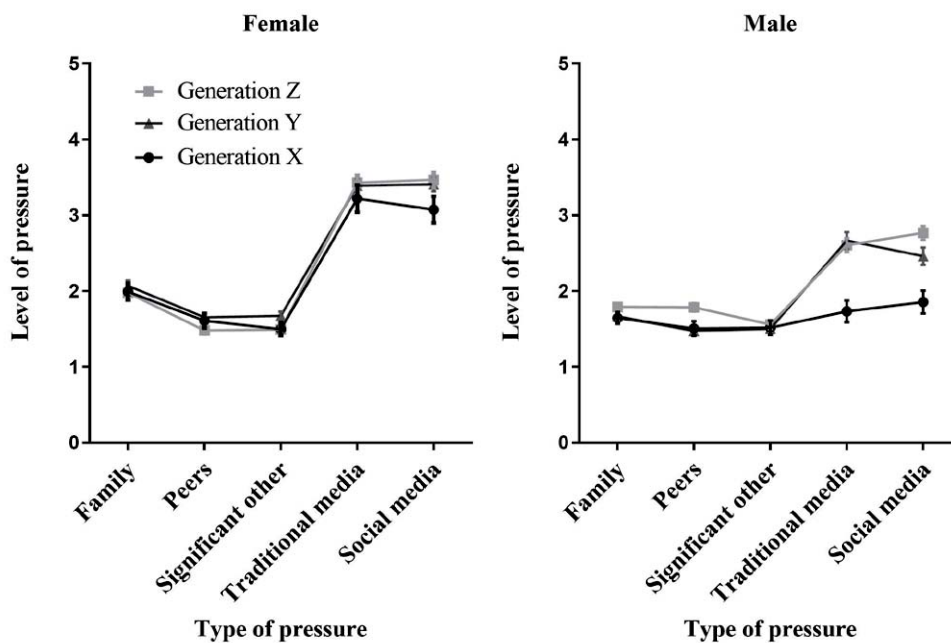 Female
Level of pressure
5
4
3
2
1
0
Generation Z
Generation Y
Generation X
Family
Peers
Significant other
Traditional media
Social media
Type of pressure
Male
Level of pressure
5
4
3
2
1
0
Family
Peers
Significant other
Traditional media
Social media
Type of pressure